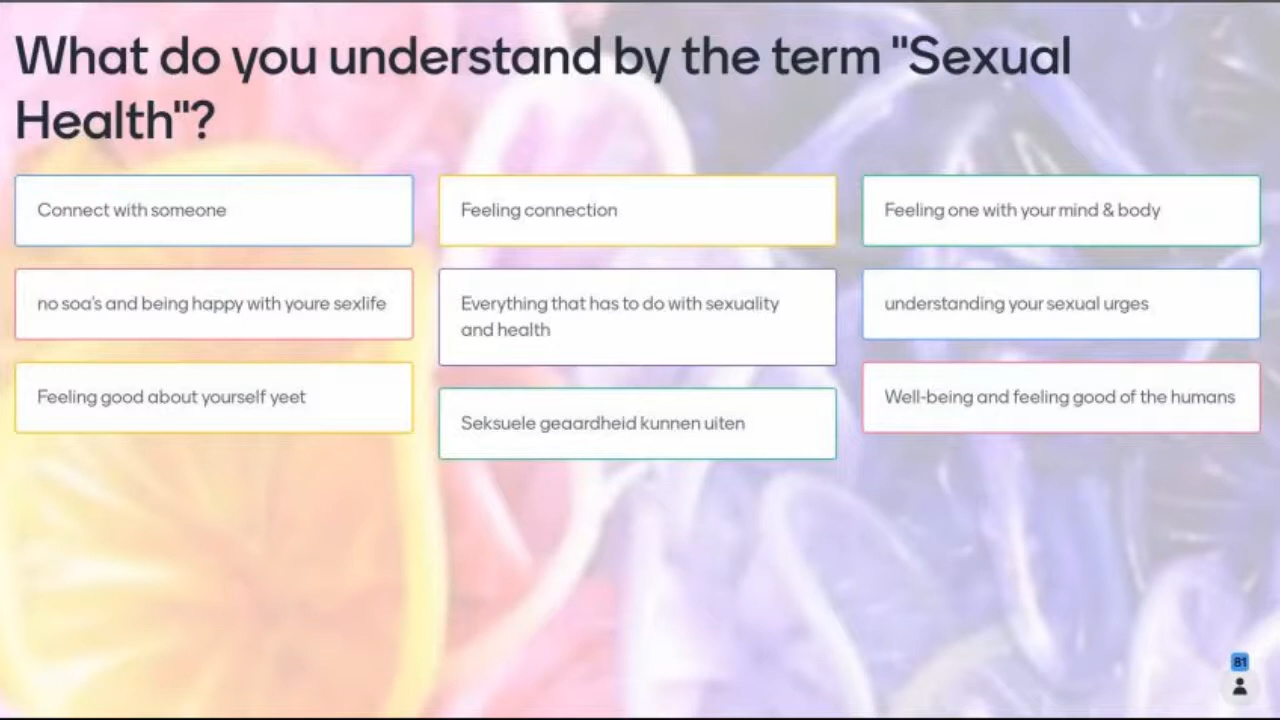 What do you understand by the term "Sexual
Health"?
Connect with someone
Feeling connection
Feeling one with your mind & body
no soa's and being happy with youre sexlife
Everything that has to do with sexuality
and health
understanding your sexual urges
Feeling good about yourself yeet
Seksuele geaardheid kunnen uiten
Well-being and feeling good of the humans
81